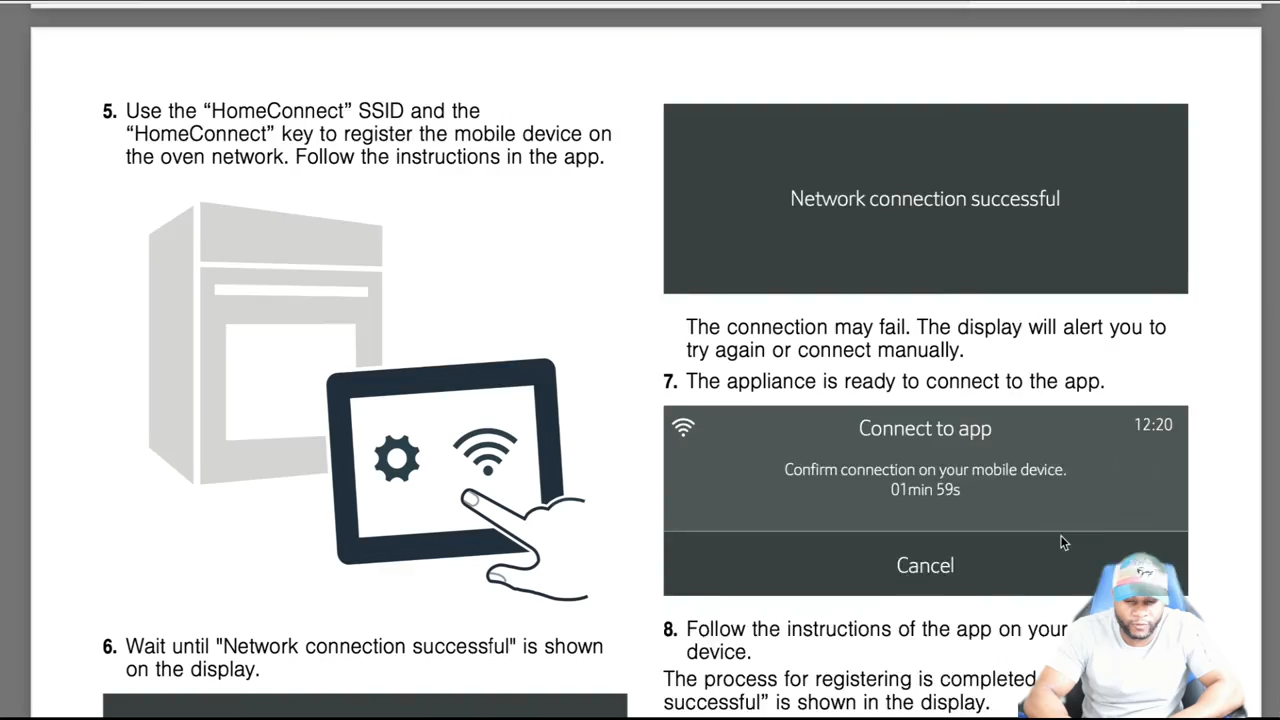 5. Use the “HomeConnect” SSID and the
“HomeConnect” key to register the mobile device on
the oven network. Follow the instructions in the app.
6. Wait until "Network connection successful" is shown
on the display.
Network connection successful
The connection may fail. The display will alert you to
try again or connect manually.
7. The appliance is ready to connect to the app.
Connect to app
12:20
Confirm connection on your mobile device.
01min 59s
Cancel
8. Follow the instructions of the app on your
device.
The process for registering is completed
successful” is shown in the display.